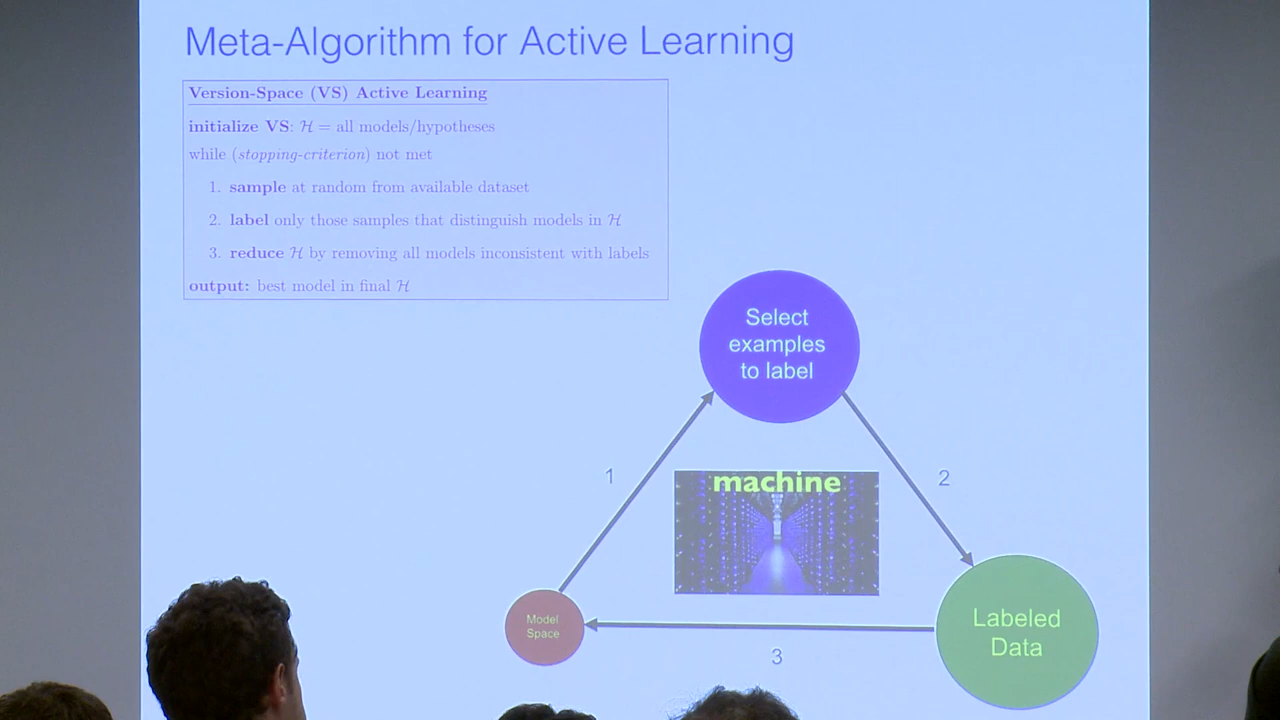 Meta-Algorithm for Active Learning
Version-Space (VS) Active Learning
initialize VS: ℋ = all models/hypotheses
while (stopping-criterion) not met
1. sample at random from available dataset
2. label only those samples that distinguish models in ℋ
3. reduce ℋ by removing all models inconsistent with labels
output: best model in final ℋ
Select
examples
to label
1
machine
2
Model
Space
Labeled
Data
3